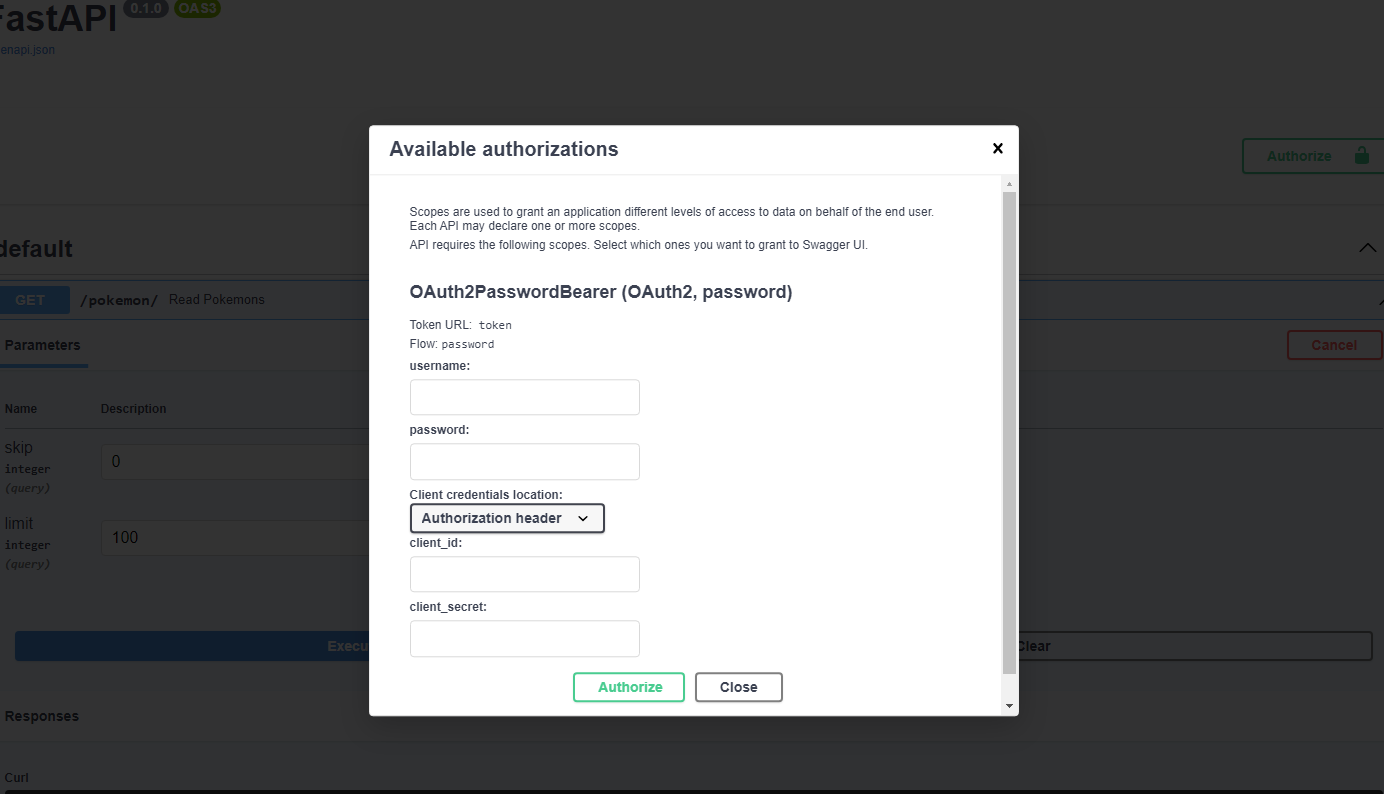 FastAPI 0.1.0 OAS3
enapi.json
Authorize
default
GET /pokemon/ Read Pokemons
Parameters
Cancel
Name Description
skip
integer
(query)
0
limit
integer
(query)
100
Execu
Clear
Responses
Curl
Available authorizations
Scopes are used to grant an application different levels of access to data on behalf of the end user.
Each API may declare one or more scopes.
API requires the following scopes. Select which ones you want to grant to Swagger UI.
OAuth2PasswordBearer (OAuth2, password)
Token URL: token
Flow: password
username:
password:
Client credentials location:
Authorization header
client_id:
client_secret:
Authorize Close